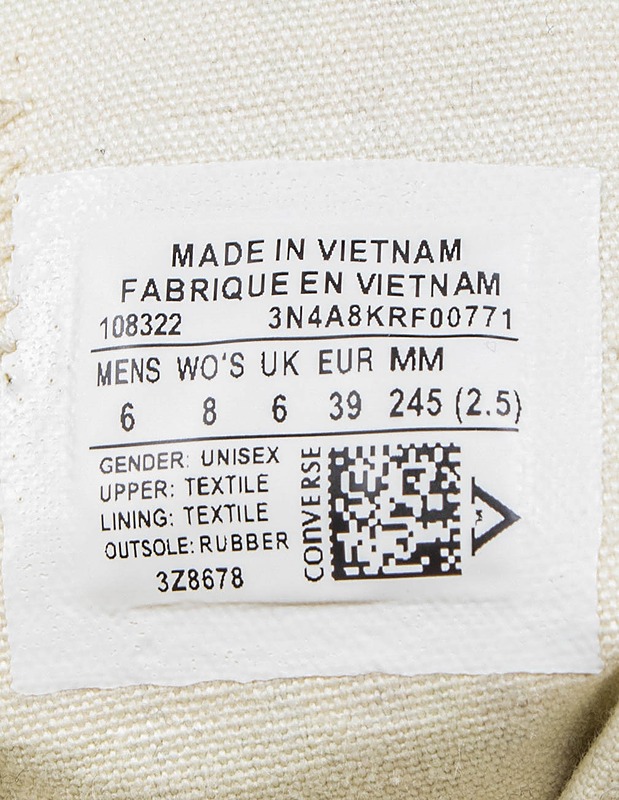 MADE IN VIETNAM
FABRIQUE EN VIETNAM
108322 3N4A8KRF00771
MENS WO'S UK EUR MM
6 8 6 39 245 (2.5)
GENDER: UNISEX
UPPER: TEXTILE
LINING: TEXTILE
OUTSOLE: RUBBER
3Z8678
CONVERSE
3